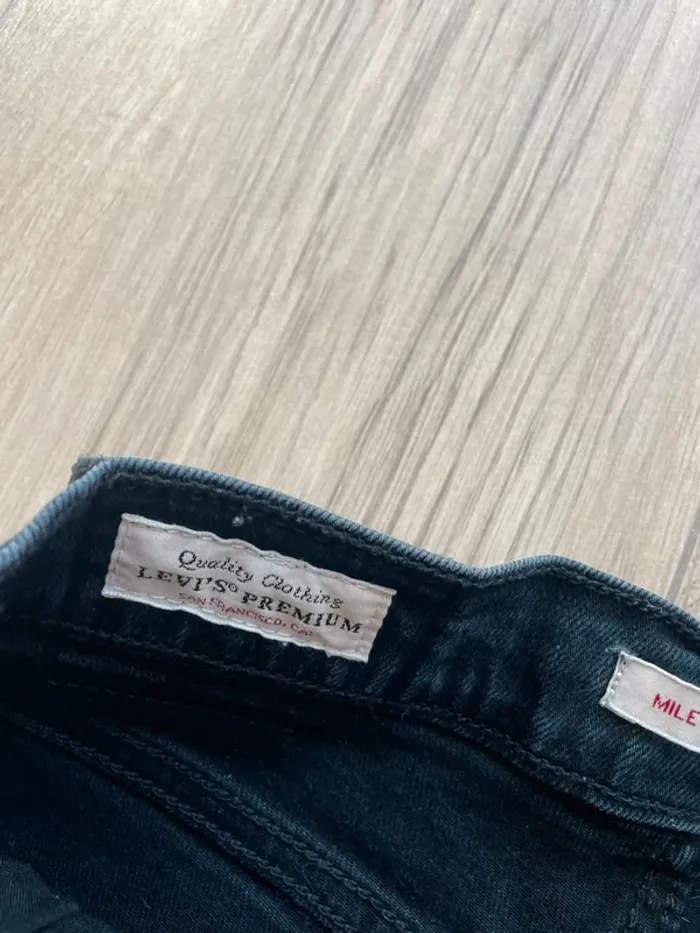 Quality Clothing
LEVI'S® PREMIUM
SAN FRANCISCO, CAL
MILE